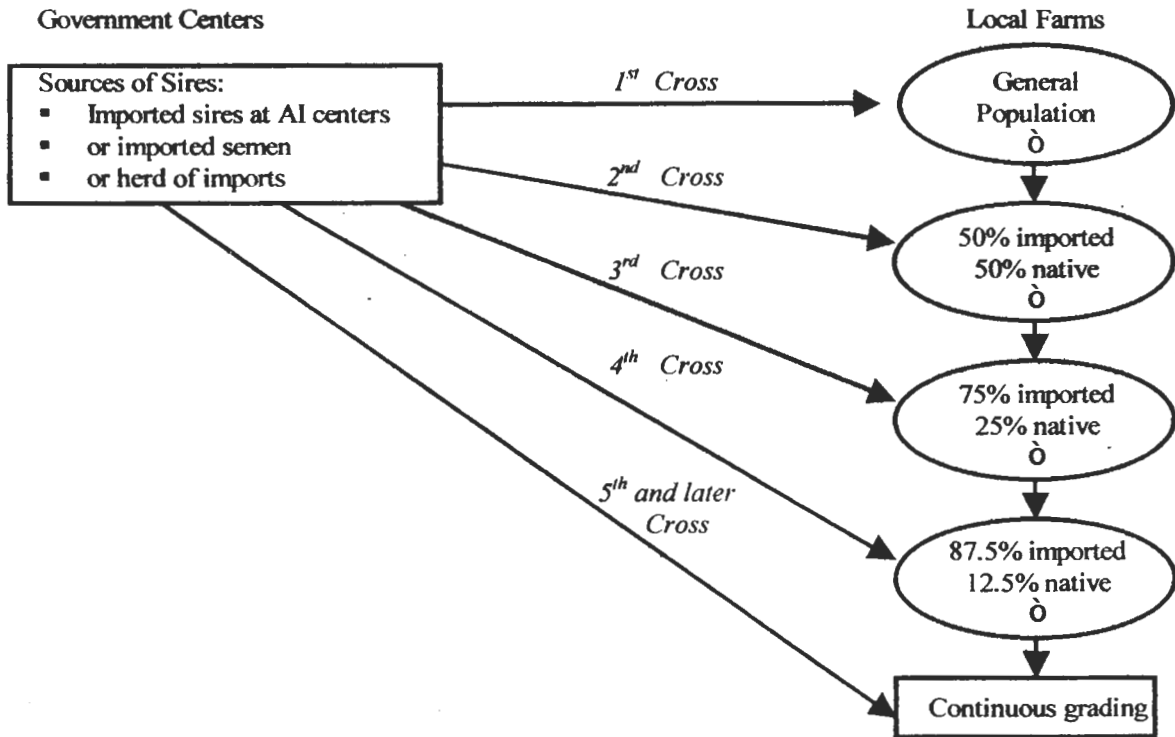 Government Centers
Local Farms
Sources of Sires:
▪ Imported sires at AI centers
▪ or imported semen
▪ or herd of imports
1st Cross
2nd Cross
3rd Cross
4th Cross
5th and later
Cross
General
Population
Ò
50% imported
50% native
Ò
75% imported
25% native
Ò
87.5% imported
12.5% native
Ò
Continuous grading